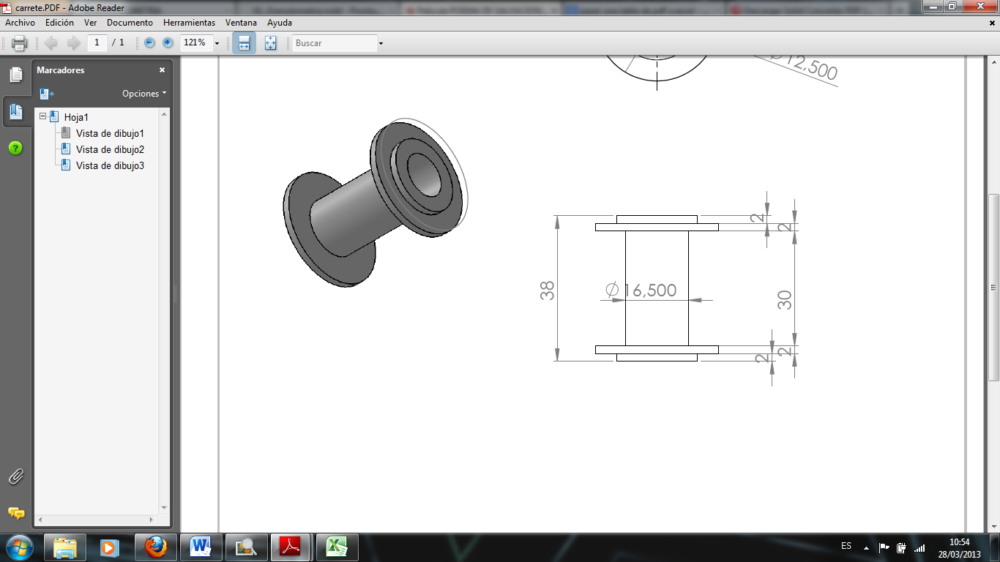 carrete.PDF - Adobe Reader
Archivo Edición Ver Documento Herramientas Ventana Ayuda
1 / 1 121% Buscar
Marcadores
Opciones
Hoja1
Vista de dibujo1
Vista de dibujo2
Vista de dibujo3
∅ 12,500
2
2
38
∅ 16,500
30
2
2
ES
10:54
28/03/2013